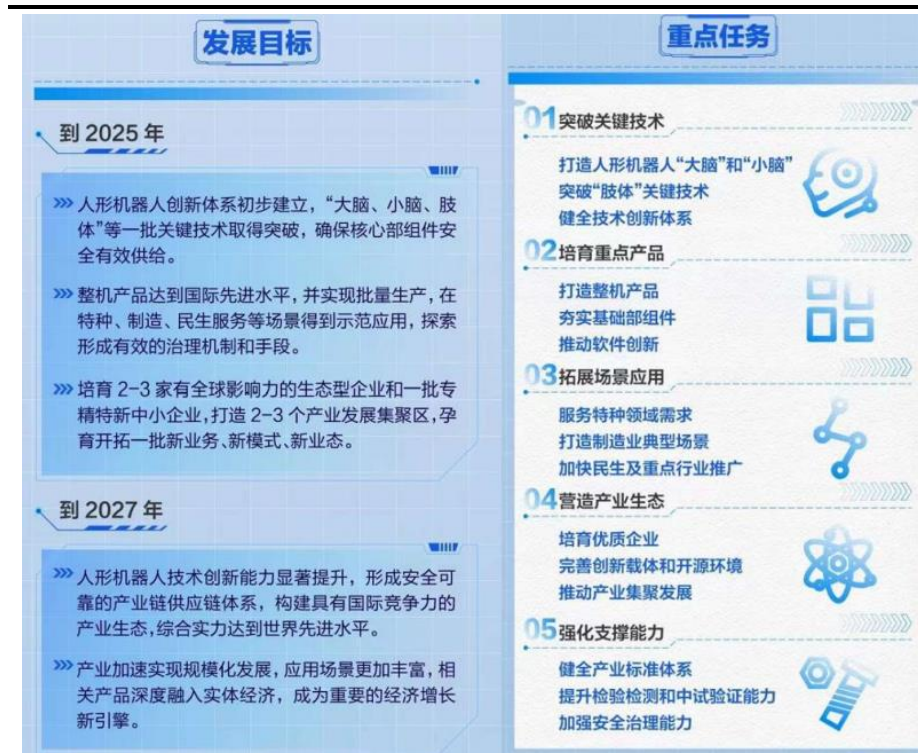 发展目标
到 2025 年
>>> 人形机器人创新体系初步建立，“大脑、小脑、肢
体”等一批关键技术取得突破，确保核心部组件安
全有效供给。
>>> 整机产品达到国际先进水平，并实现批量生产，在
特种、制造、民生服务等场景得到示范应用，探索
形成有效的治理机制和手段。
>>> 培育 2-3 家有全球影响力的生态型企业和一批专
精特新中小企业，打造 2-3 个产业发展集聚区，孕
育开拓一批新业务、新模式、新业态。
到 2027 年
>>> 人形机器人技术创新能力显著提升，形成安全可
靠的产业链供应链体系，构建具有国际竞争力的
产业生态，综合实力达到世界先进水平。
>>> 产业加速实现规模化发展，应用场景更加丰富，相
关产品深度融入实体经济，成为重要的经济增长
新引擎。
重点任务
01 突破关键技术
打造人形机器人“大脑”和“小脑”
突破“肢体”关键技术
健全技术创新体系
02 培育重点产品
打造整机产品
夯实基础部组件
推动软件创新
03 拓展场景应用
服务特种领域需求
打造制造业典型场景
加快民生及重点行业推广
04 营造产业生态
培育优质企业
完善创新载体和开源环境
推动产业集聚发展
05 强化支撑能力
健全产业标准体系
提升检验检测和中试验证能力
加强安全治理能力